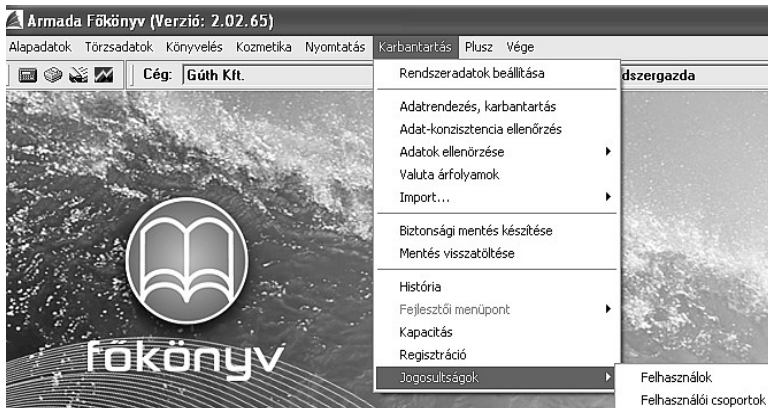 Armada Főkönyv (Verzió: 2.02.65)
Alapadatok Törzsadatok Könyvelés Kozmetika Nyomtatás Karbantartás Plusz Vége
Cég: Gúth Kft. dszergazda
Rendszeradatok beállítása
Adatrendezés, karbantartás
Adat-konzisztencia ellenőrzés
Adatok ellenörzése
Valuta árfolyamok
Import...
Biztonsági mentés készítése
Mentés visszatöltése
História
Fejlesztői menüpont
Kapacitás
Regisztráció
Jogosultságok
Felhasználok
Felhasználói csoportok
főkönyv